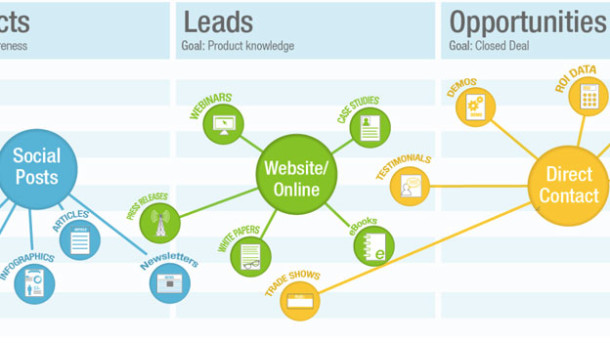 cts
Leads
Opportunities
reness
Goal: Product knowledge
Goal: Closed Deal
WEBINARS
CASE STUDIES
DEMOS
ROI DATA
Social
Posts
Website/
Online
TESTIMONIALS
Direct
Contact
PRESS RELEASES
ARTICLES
WHITE PAPERS
eBooks
INFOGRAPHICS
Newsletters
TRADE SHOWS